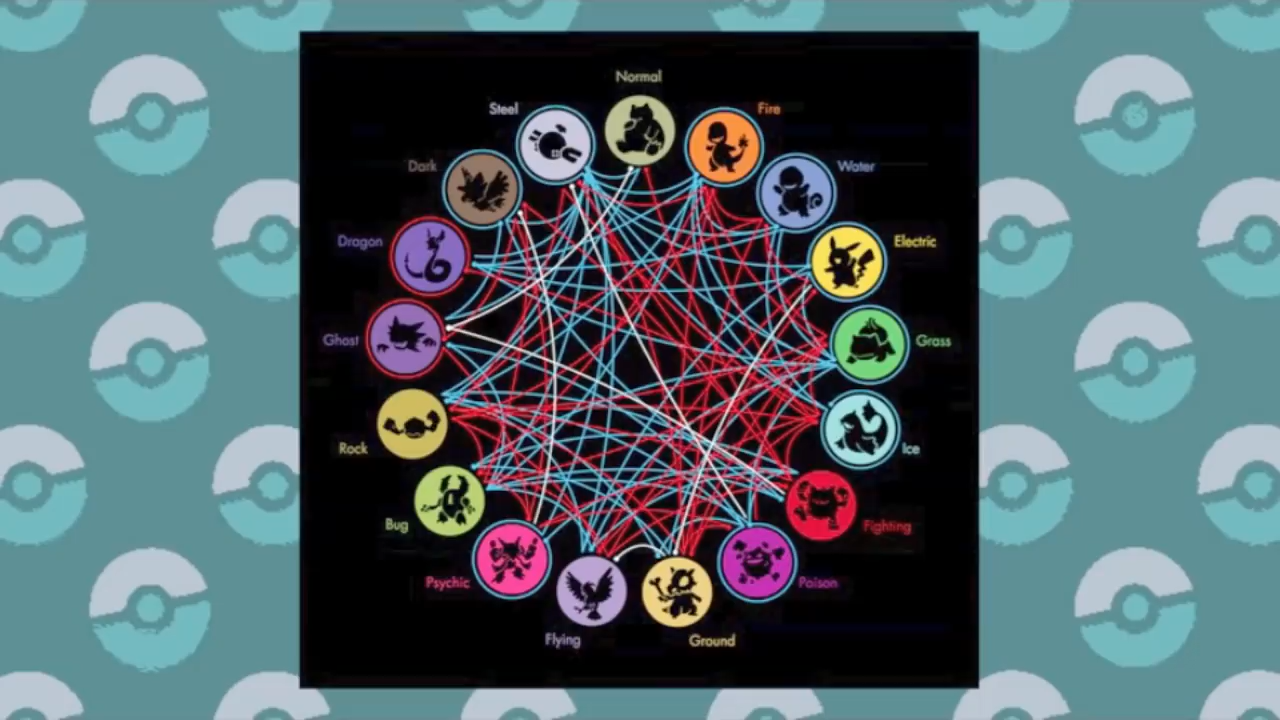 Normal
Steel
Fire
Dark
Water
Dragon
Electric
Ghost
Grass
Rock
Ice
Bug
Fighting
Psychic
Poison
Flying
Ground